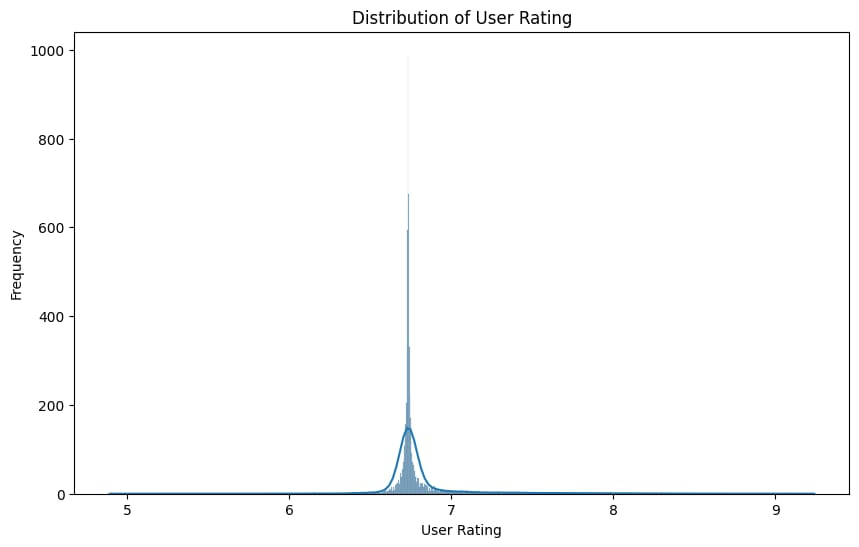 Distribution of User Rating
1000
800
600
400
200
0
Frequency
5 6 7 8 9
User Rating